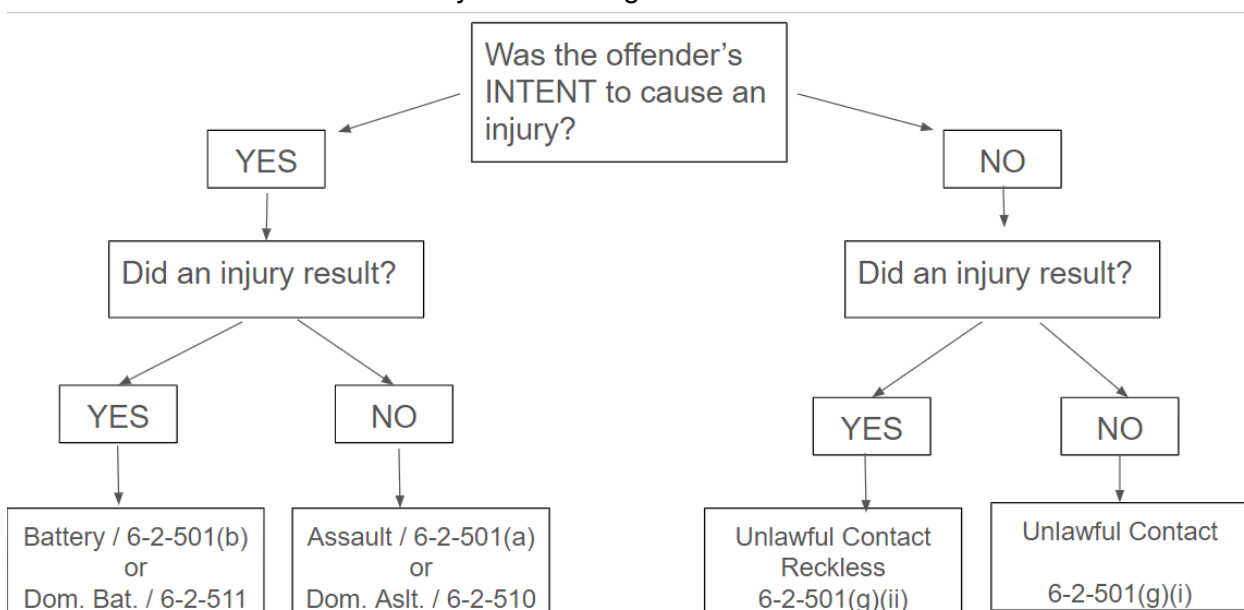 Was the offender's
INTENT to cause an
injury?
YES
NO
Did an injury result?
Did an injury result?
YES
NO
YES
NO
Battery / 6-2-501(b)
or
Dom. Bat. / 6-2-511
Assault / 6-2-501(a)
or
Dom. Aslt. / 6-2-510
Unlawful Contact
Reckless
6-2-501(g)(ii)
Unlawful Contact
6-2-501(g)(i)